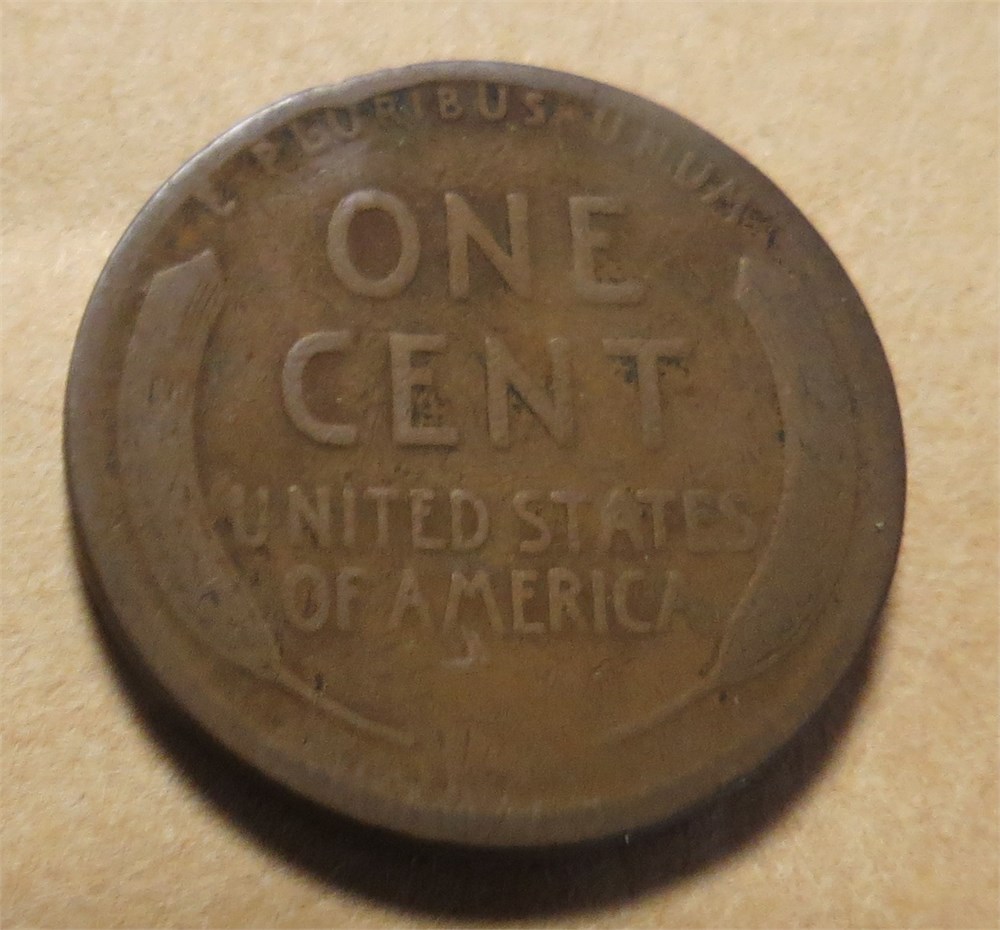 E·PLURIBUS·UNUM
ONE
CENT
UNITED STATES
OF AMERICA